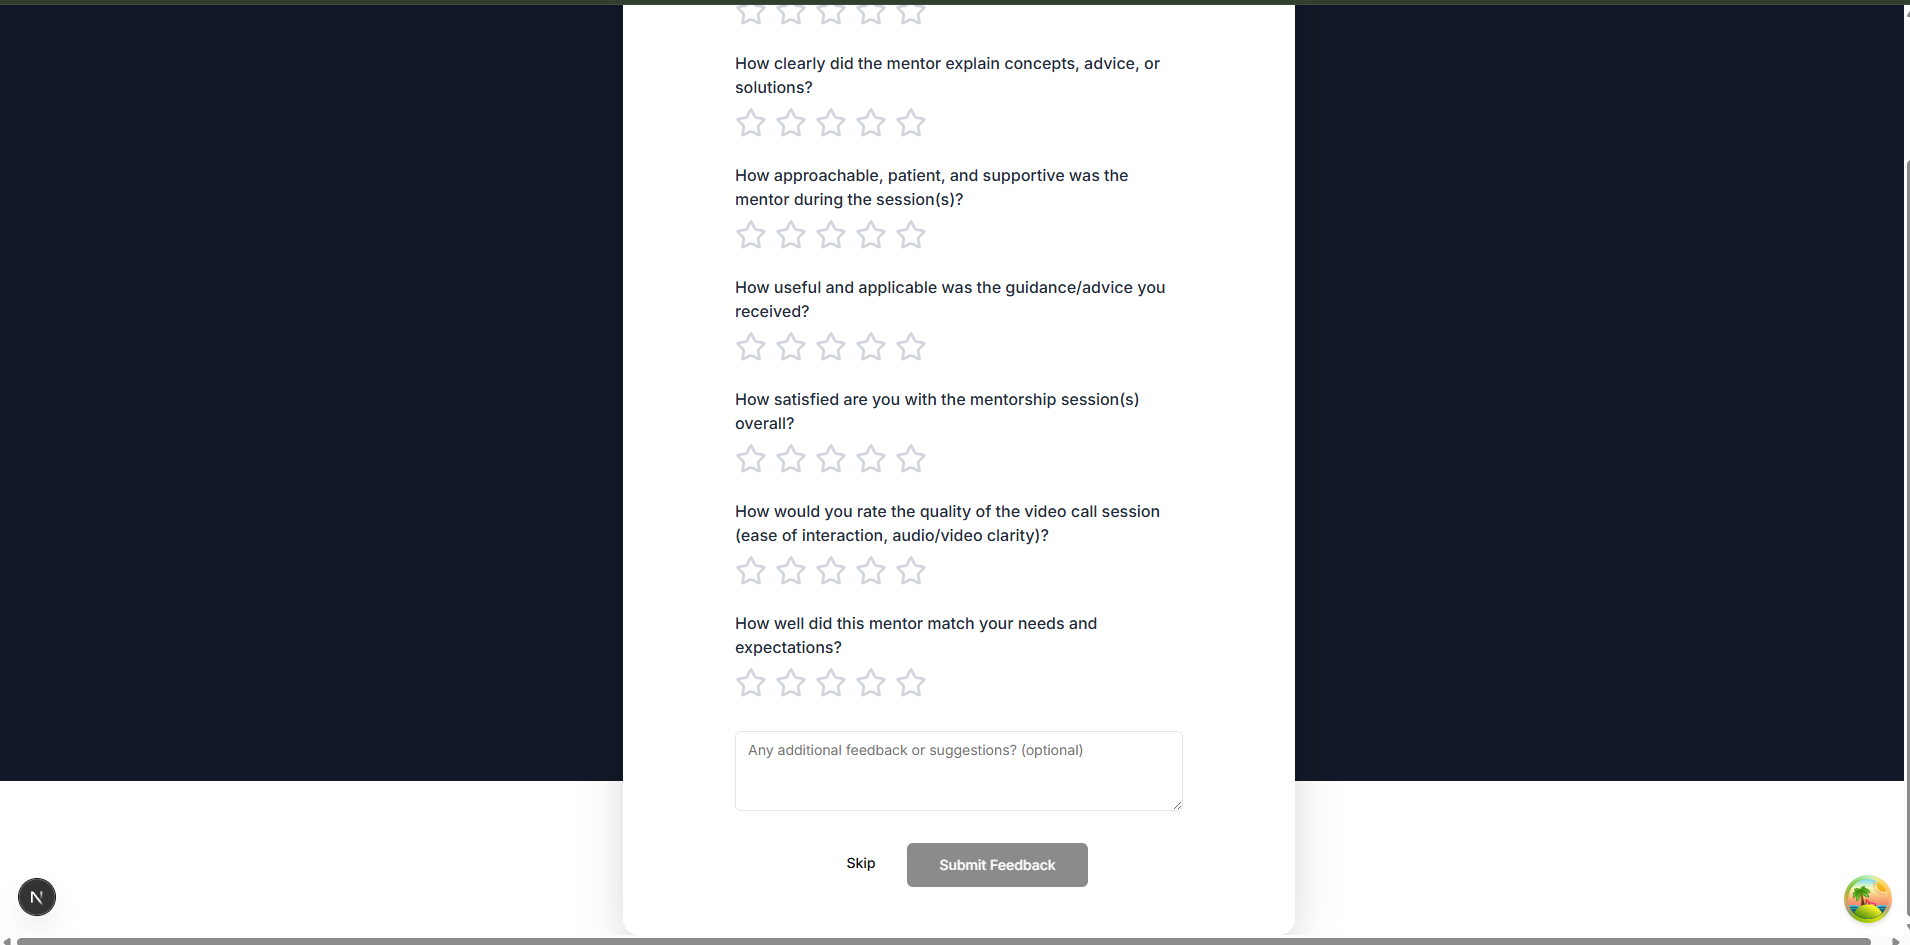 How clearly did the mentor explain concepts, advice, or
solutions?
How approachable, patient, and supportive was the
mentor during the session(s)?
How useful and applicable was the guidance/advice you
received?
How satisfied are you with the mentorship session(s)
overall?
How would you rate the quality of the video call session
(ease of interaction, audio/video clarity)?
How well did this mentor match your needs and
expectations?
Any additional feedback or suggestions? (optional)
Skip
Submit Feedback
N